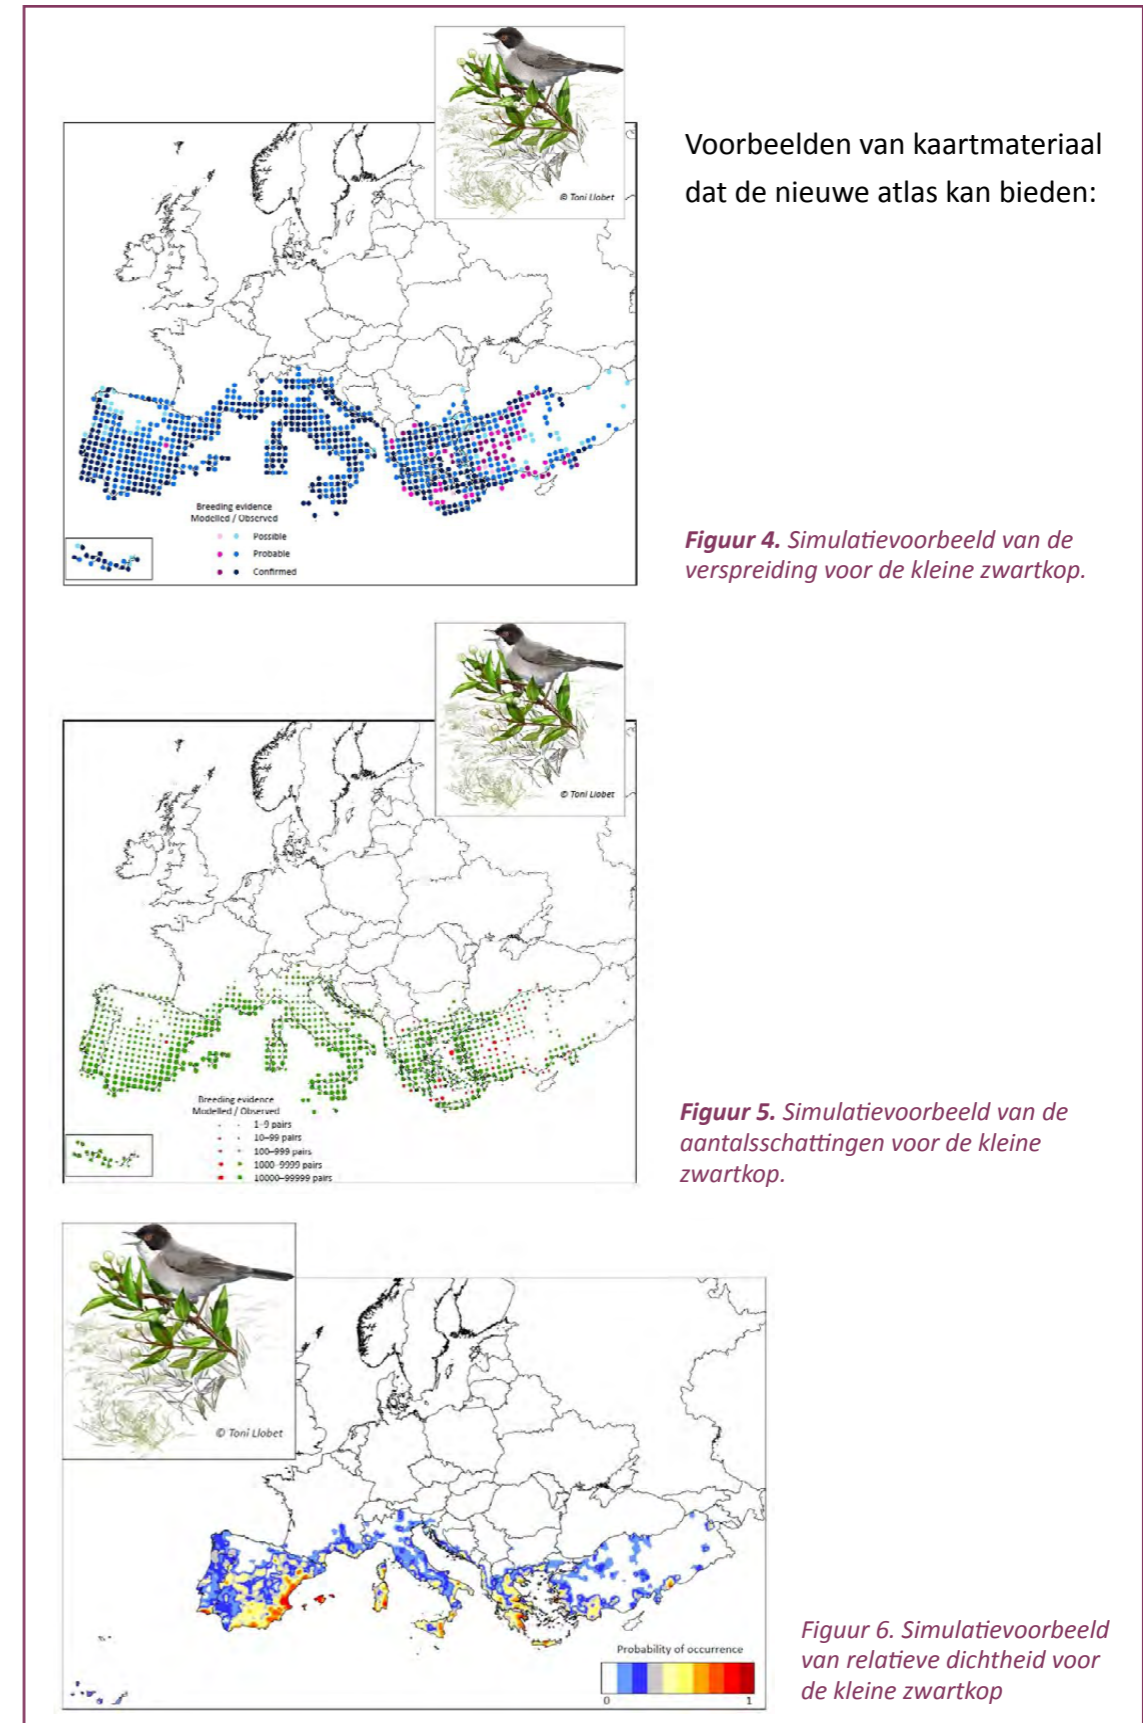 © Toni Llobet
Voorbeelden van kaartmateriaal
dat de nieuwe atlas kan bieden:
Breeding evidence
Modelled / Observed
Possible
Probable
Confirmed
Figuur 4. Simulatievoorbeeld van de
verspreiding voor de kleine zwartkop.
© Toni Llobet
Breeding evidence
Modelled / Observed
1–9 pairs
10–99 pairs
100–999 pairs
1000–9999 pairs
10000–99999 pairs
Figuur 5. Simulatievoorbeeld van de
aantalsschattingen voor de kleine
zwartkop.
© Toni Llobet
Probability of occurrence
0 1
Figuur 6. Simulatievoorbeeld
van relatieve dichtheid voor
de kleine zwartkop